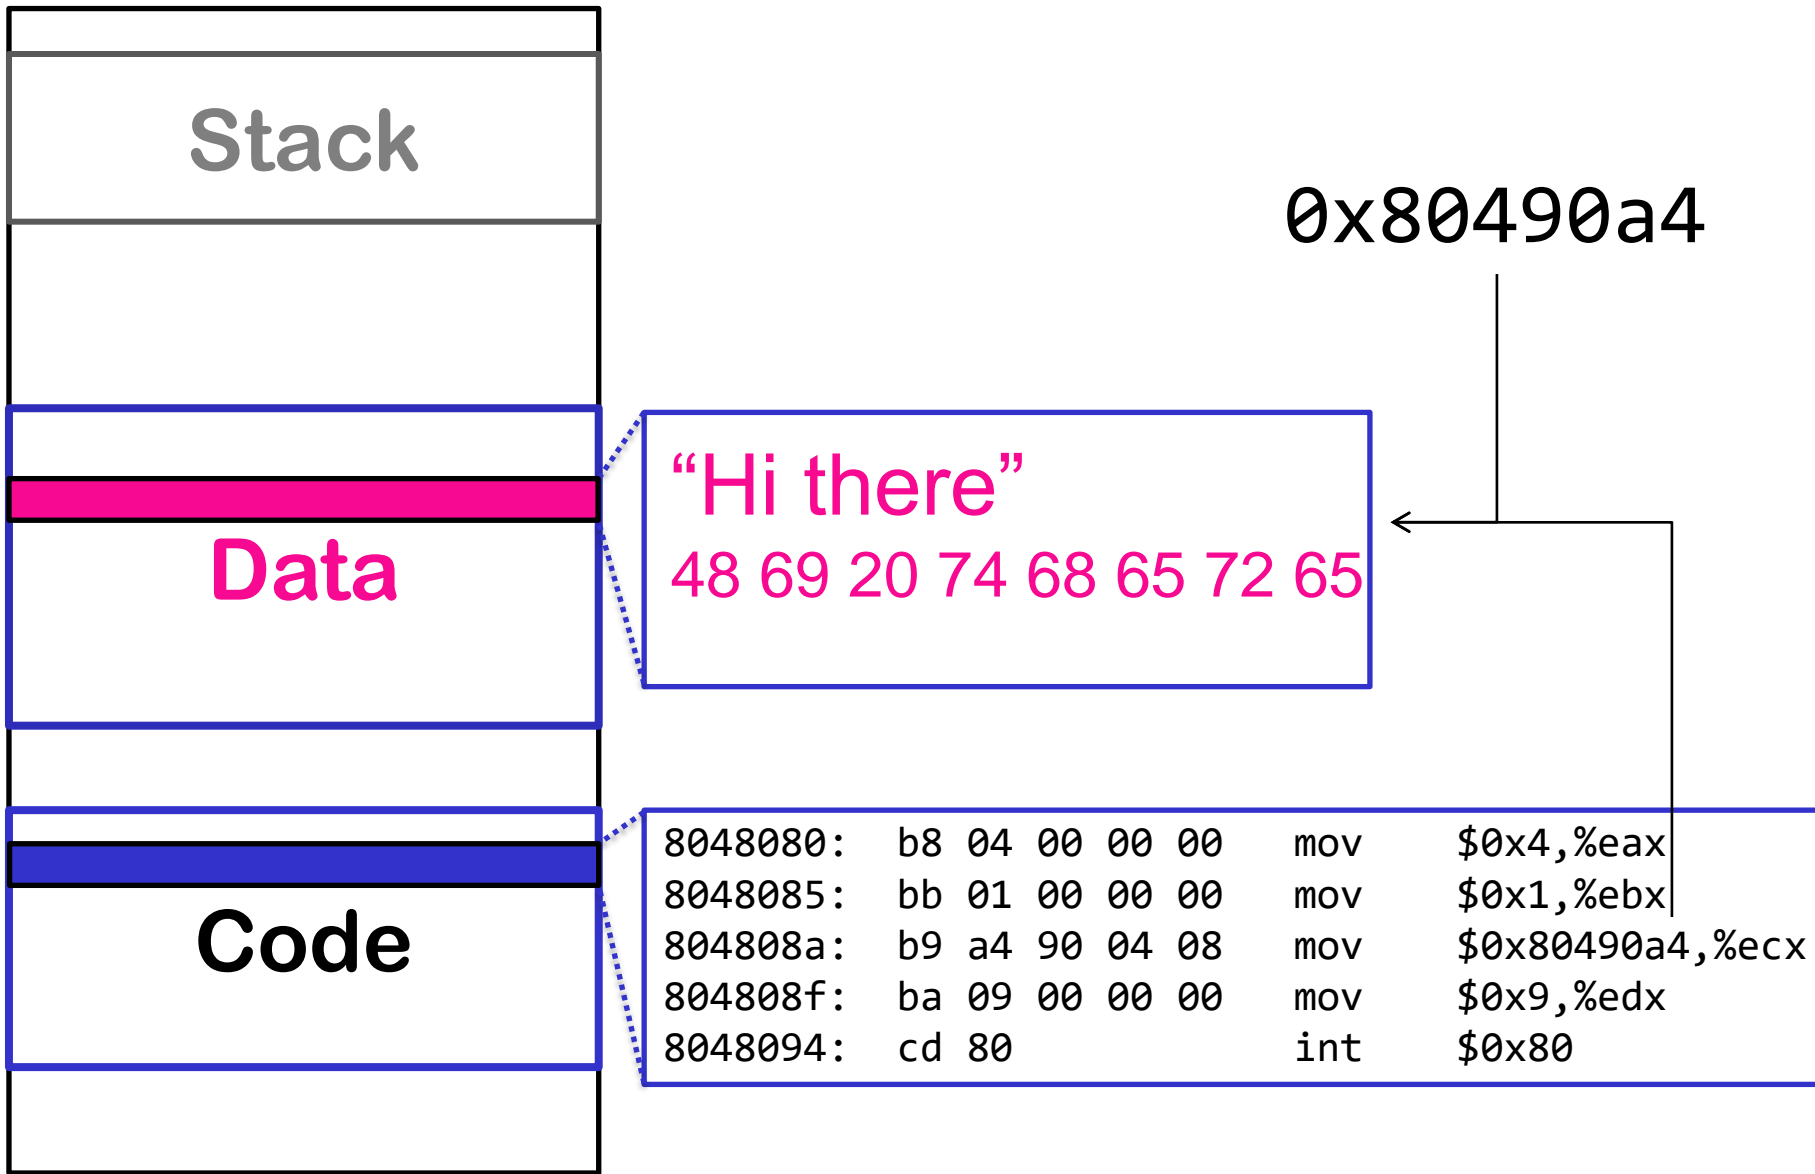 Stack
0x80490a4
“Hi there”
48 69 20 74 68 65 72 65
Data
8048080: b8 04 00 00 00 mov $0x4,%eax
8048085: bb 01 00 00 00 mov $0x1,%ebx
804808a: b9 a4 90 04 08 mov $0x80490a4,%ecx
804808f: ba 09 00 00 00 mov $0x9,%edx
8048094: cd 80 int $0x80
Code